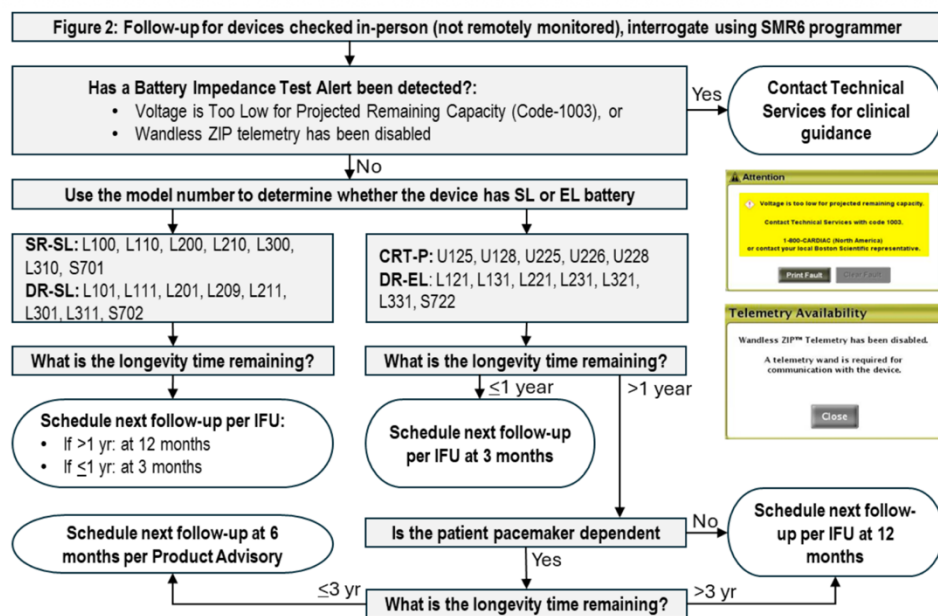 Figure 2: Follow-up for devices checked in-person (not remotely monitored), interrogate using SMR6 programmer
Has a Battery Impedance Test Alert been detected?:
• Voltage is Too Low for Projected Remaining Capacity (Code-1003), or
• Wandless ZIP telemetry has been disabled
Yes
Contact Technical
Services for clinical
guidance
No
Use the model number to determine whether the device has SL or EL battery
SR-SL: L100, L110, L200, L210, L300,
L310, S701
DR-SL: L101, L111, L201, L209, L211,
L301, L311, S702
CRT-P: U125, U128, U225, U226, U228
DR-EL: L121, L131, L221, L231, L321,
L331, S722
Attention
Voltage is too low for projected remaining capacity.
Contact Technical Services with code 1003.
1-800-CARDIAC (North America)
or contact your local Boston Scientific representative.
Print Fault
Clear Fault
Telemetry Availability
Wandless ZIP™ Telemetry has been disabled.
A telemetry wand is required for
communication with the device.
Close
What is the longevity time remaining?
What is the longevity time remaining?
≤1 year
>1 year
Schedule next follow-up per IFU:
• If >1 yr: at 12 months
• If ≤1 yr: at 3 months
Schedule next follow-up
per IFU at 3 months
Schedule next follow-up at 6
months per Product Advisory
Is the patient pacemaker dependent
No
Schedule next follow-
up per IFU at 12
months
Yes
≤3 yr
What is the longevity time remaining?
>3 yr